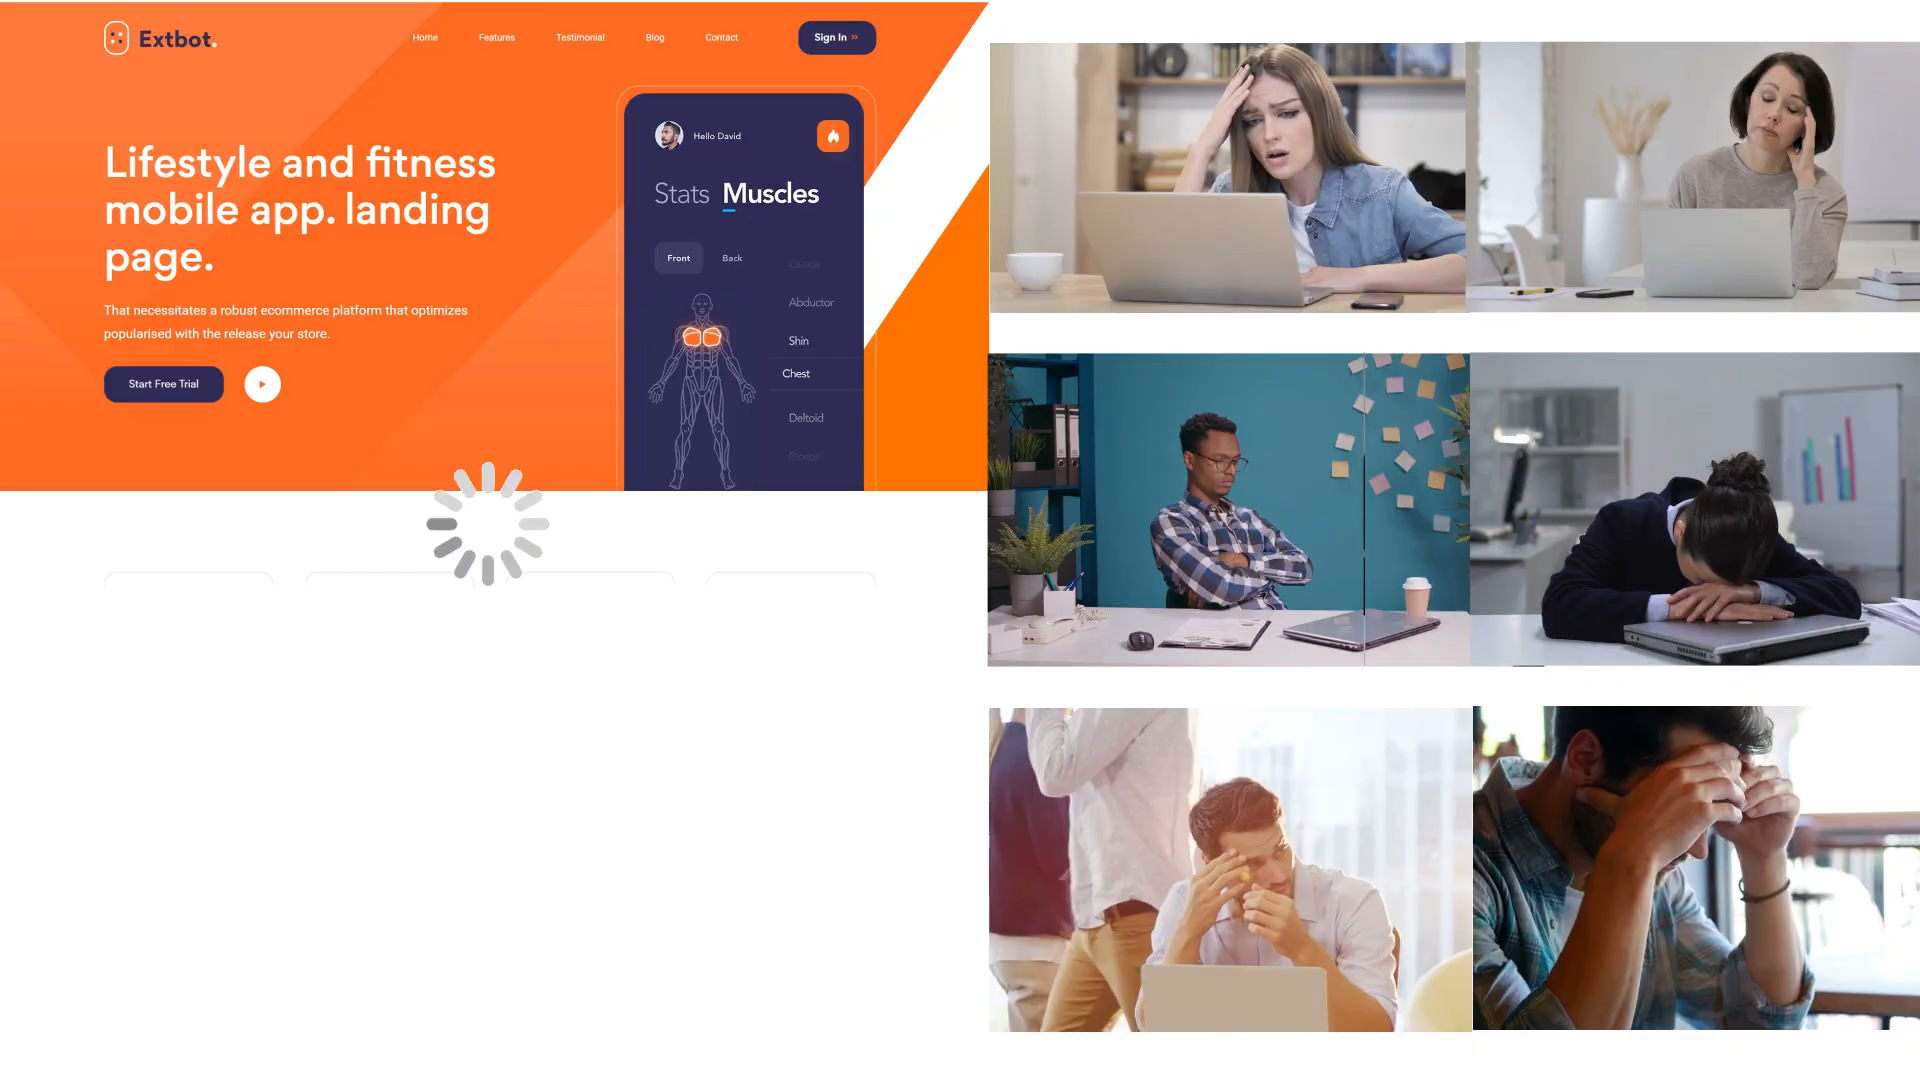 Extbot.
Home
Features
Testimonial
Blog
Contact
Sign In »
Lifestyle and fitness
mobile app. landing
page.
That necessitates a robust ecommerce platform that optimizes
popularised with the release your store.
Start Free Trial
Hello David
Stats Muscles
Front
Back
Abductor
Shin
Chest
Deltoid